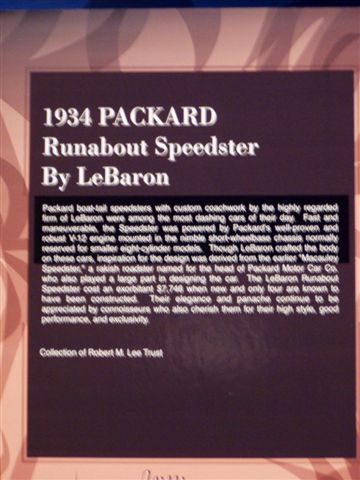 1934 PACKARD
Runabout Speedster
By LeBaron
Packard boat-tail speedsters with custom coachwork by the highly regarded
firm of LeBaron were among the most dashing cars of their day. Fast and
maneuverable, the Speedster was powered by Packard's well-proven and
robust V-12 engine mounted in the nimble short-wheelbase chassis normally
reserved for smaller eight-cylinder models. Though LeBaron crafted the body
on these cars, inspiration for the design was derived from the earlier "Macauley
Speedster," a rakish roadster named for the head of Packard Motor Car Co.
who also played a large part in designing the car. The LeBaron Runabout
Speedster cost an exorbitant $7,746 when new and only four are known to
have been constructed. Their elegance and panache continue to be
appreciated by connoisseurs who also cherish them for their high style, good
performance, and exclusivity.
Collection of Robert M. Lee Trust